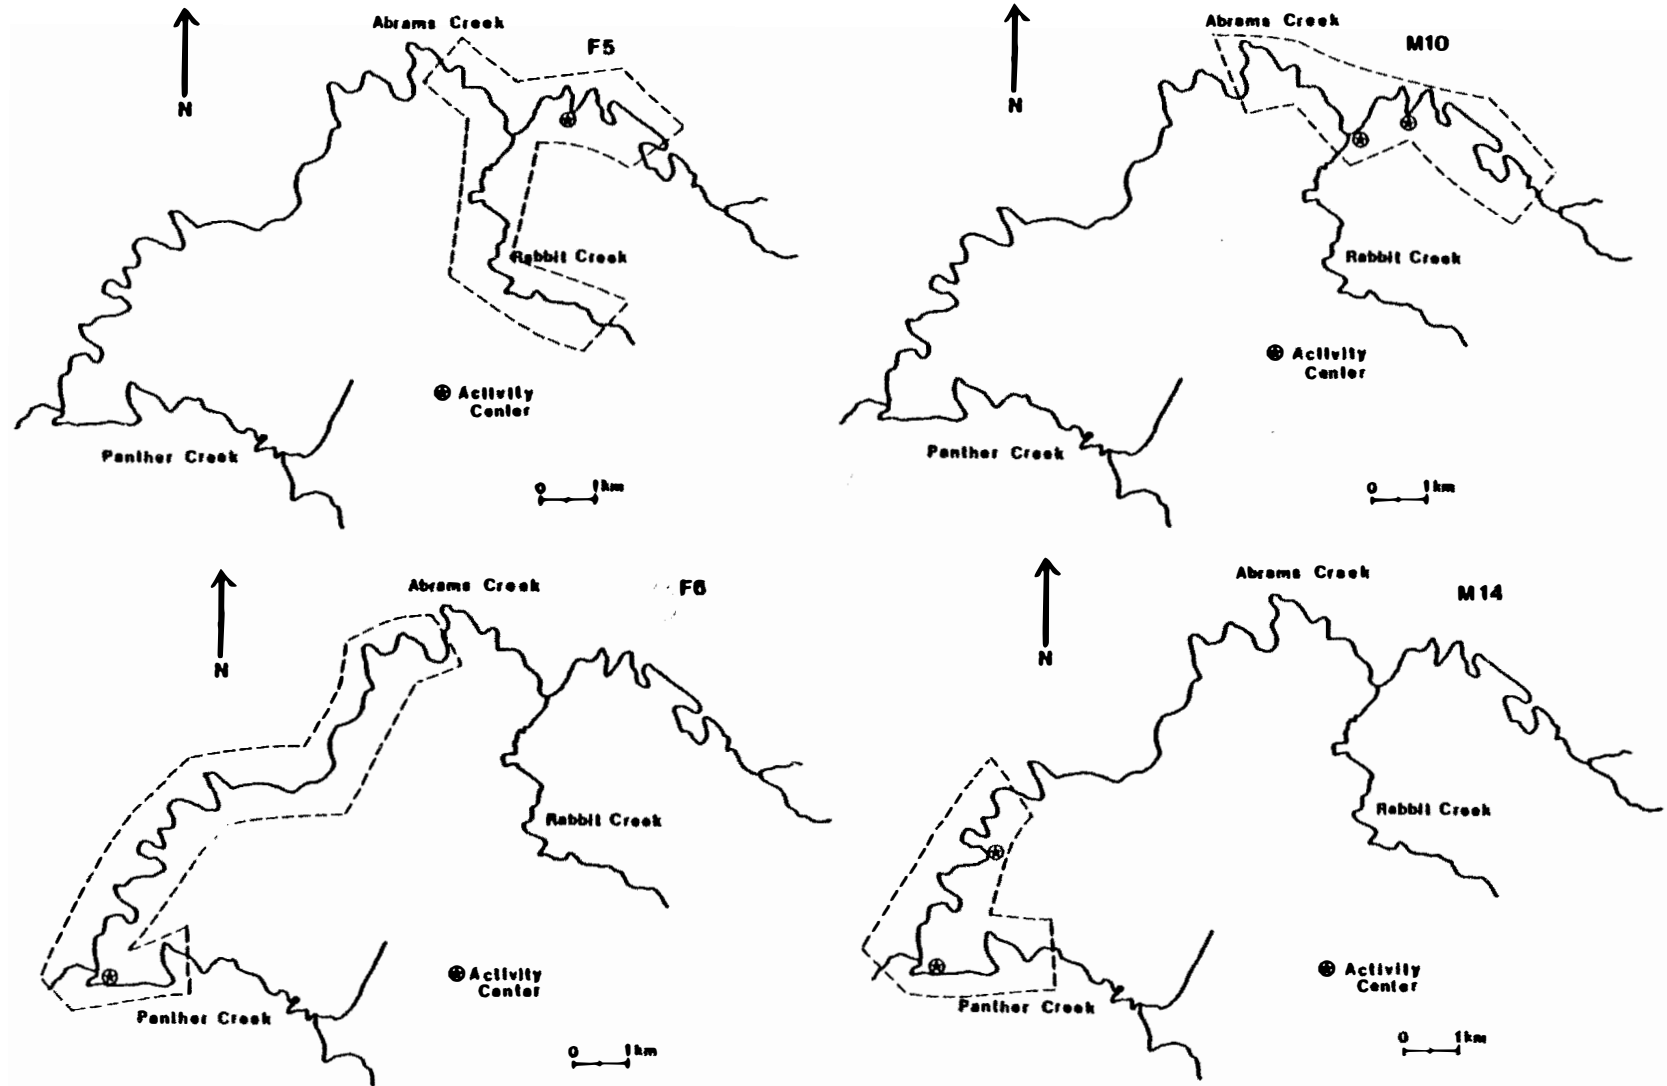 Abrams Creek
F5
N
Rabbit Creek
Activity
Center
Panther Creek
0 1km
Abrams Creek
M10
N
Rabbit Creek
Activity
Center
Panther Creek
0 1km
Abrams Creek
F6
N
Rabbit Creek
Activity
Center
Panther Creek
0 1km
Abrams Creek
M14
N
Rabbit Creek
Activity
Center
Panther Creek
0 1km